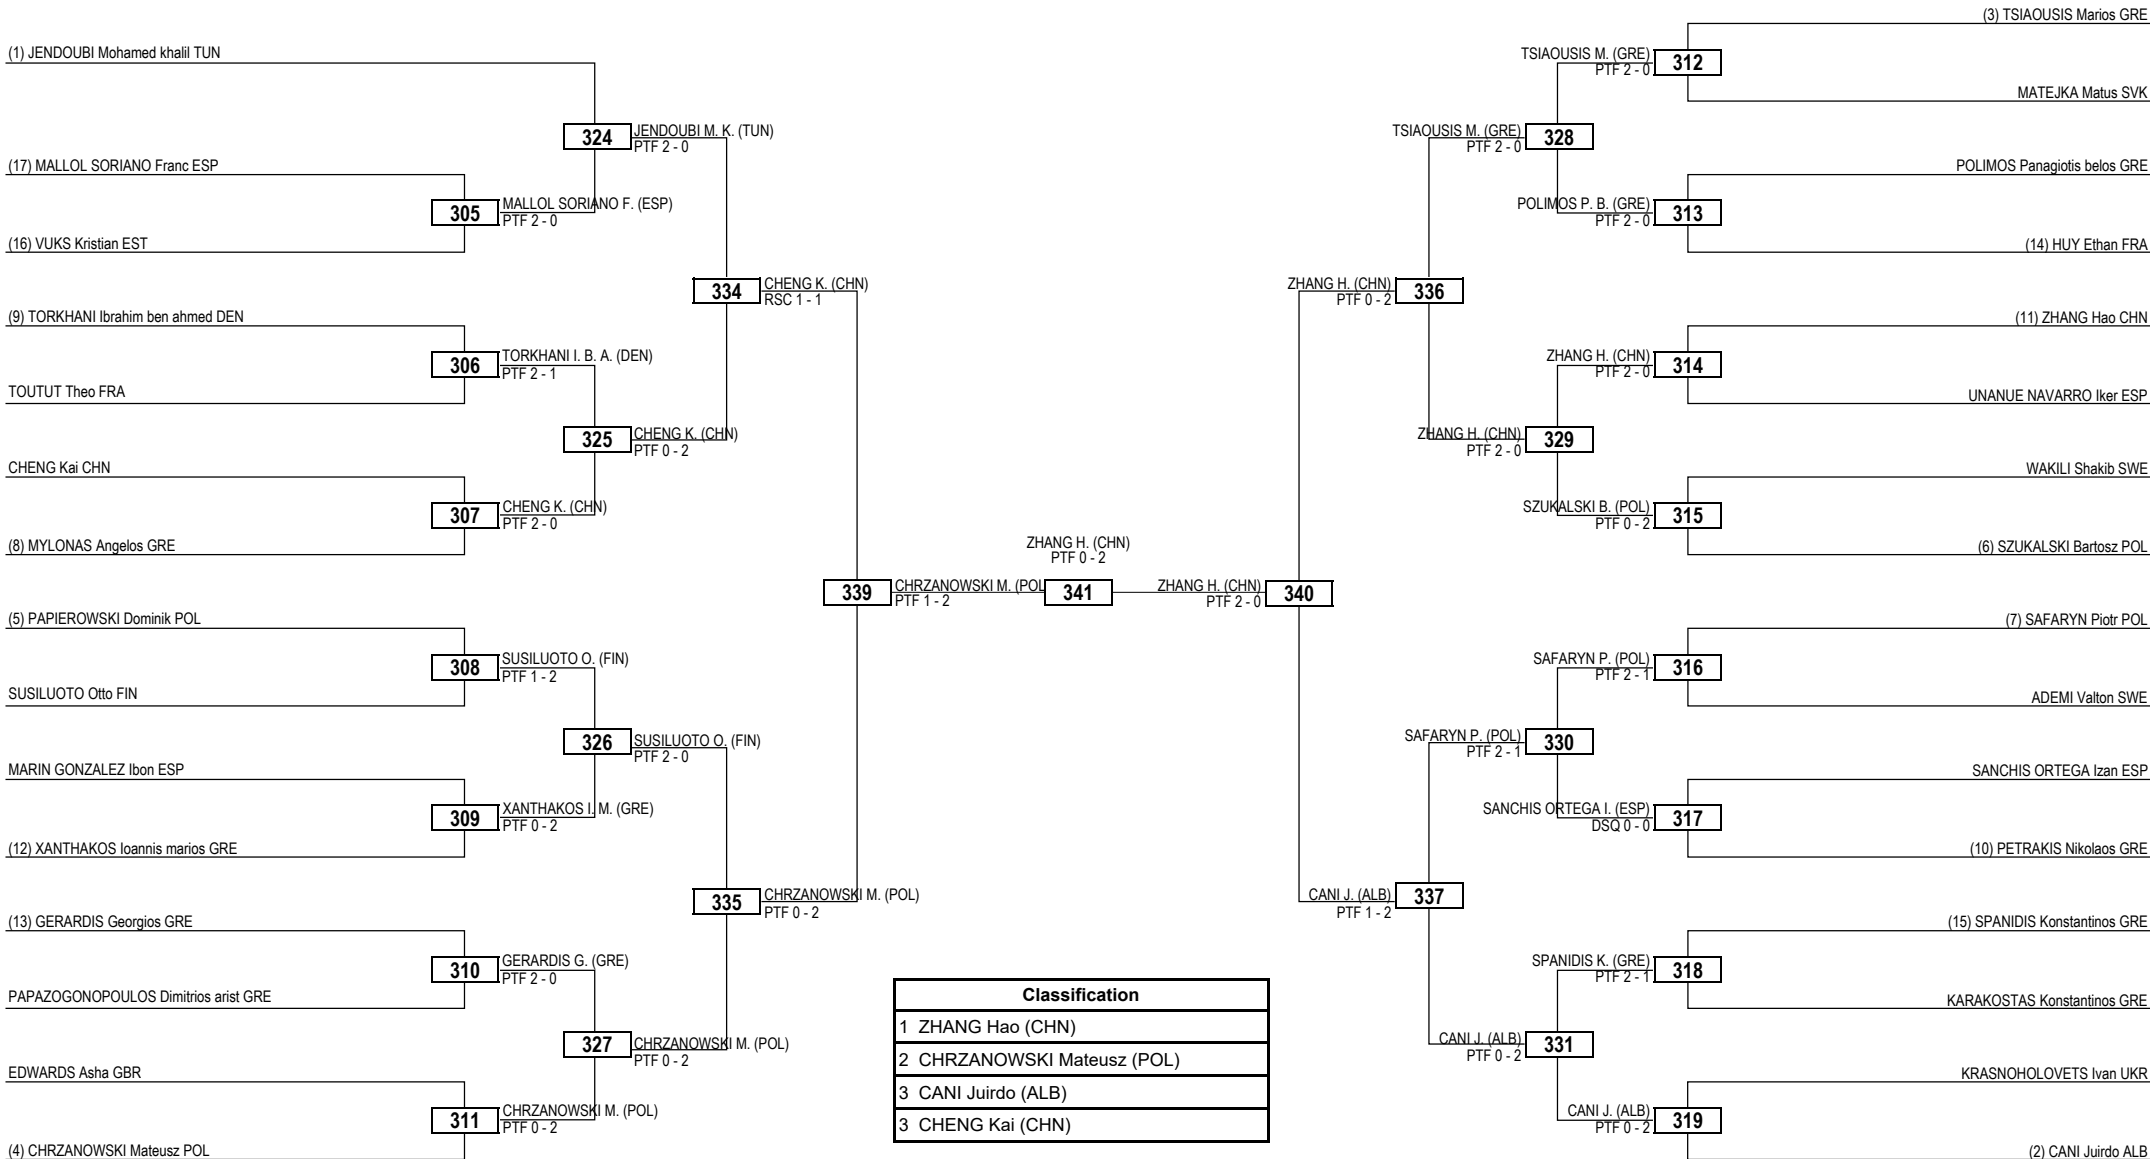 (1) JENDOUBI Mohamed khalil TUN
(17) MALLOL SORIANO Franc ESP
(16) VUKS Kristian EST
(9) TORKHANI Ibrahim ben ahmed DEN
TOUTUT Theo FRA
CHENG Kai CHN
(8) MYLONAS Angelos GRE
(5) PAPIEROWSKI Dominik POL
SUSILUOTO Otto FIN
MARIN GONZALEZ Ibon ESP
(12) XANTHAKOS Ioannis marios GRE
(13) GERARDIS Georgios GRE
PAPAZOGONOPOULOS Dimitrios arist GRE
EDWARDS Asha GBR
(4) CHRZANOWSKI Mateusz POL
305
MALLOL SORIANO F. (ESP)
PTF 2 - 0
306
TORKHANI I. B. A. (DEN)
PTF 2 - 1
307
CHENG K. (CHN)
PTF 2 - 0
308
SUSILUOTO O. (FIN)
PTF 1 - 2
309
XANTHAKOS I. M. (GRE)
PTF 0 - 2
310
GERARDIS G. (GRE)
PTF 2 - 0
311
CHRZANOWSKI M. (POL)
PTF 0 - 2
324
JENDOUBI M. K. (TUN)
PTF 2 - 0
325
CHENG K. (CHN)
PTF 0 - 2
326
SUSILUOTO O. (FIN)
PTF 2 - 0
327
CHRZANOWSKI M. (POL)
PTF 0 - 2
334
CHENG K. (CHN)
RSC 1 - 1
335
CHRZANOWSKI M. (POL)
PTF 0 - 2
339
CHRZANOWSKI M. (POL
PTF 1 - 2
ZHANG H. (CHN)
PTF 0 - 2
341
ZHANG H. (CHN)
PTF 2 - 0
340
ZHANG H. (CHN)
PTF 0 - 2
336
CANI J. (ALB)
PTF 1 - 2
337
TSIAOUSIS M. (GRE)
PTF 2 - 0
328
ZHANG H. (CHN)
PTF 2 - 0
329
SAFARYN P. (POL)
PTF 2 - 1
330
CANI J. (ALB)
PTF 0 - 2
331
TSIAOUSIS M. (GRE)
PTF 2 - 0
312
POLIMOS P. B. (GRE)
PTF 2 - 0
313
ZHANG H. (CHN)
PTF 2 - 0
314
SZUKALSKI B. (POL)
PTF 0 - 2
315
SAFARYN P. (POL)
PTF 2 - 1
316
SANCHIS ORTEGA I. (ESP)
DSQ 0 - 0
317
SPANIDIS K. (GRE)
PTF 2 - 1
318
CANI J. (ALB)
PTF 0 - 2
319
(3) TSIAOUSIS Marios GRE
MATEJKA Matus SVK
POLIMOS Panagiotis belos GRE
(14) HUY Ethan FRA
(11) ZHANG Hao CHN
UNANUE NAVARRO Iker ESP
WAKILI Shakib SWE
(6) SZUKALSKI Bartosz POL
(7) SAFARYN Piotr POL
ADEMI Valton SWE
SANCHIS ORTEGA Izan ESP
(10) PETRAKIS Nikolaos GRE
(15) SPANIDIS Konstantinos GRE
KARAKOSTAS Konstantinos GRE
KRASNOHOLOVETS Ivan UKR
(2) CANI Juirdo ALB
Classification
1 ZHANG Hao (CHN)
2 CHRZANOWSKI Mateusz (POL)
3 CANI Juirdo (ALB)
3 CHENG Kai (CHN)